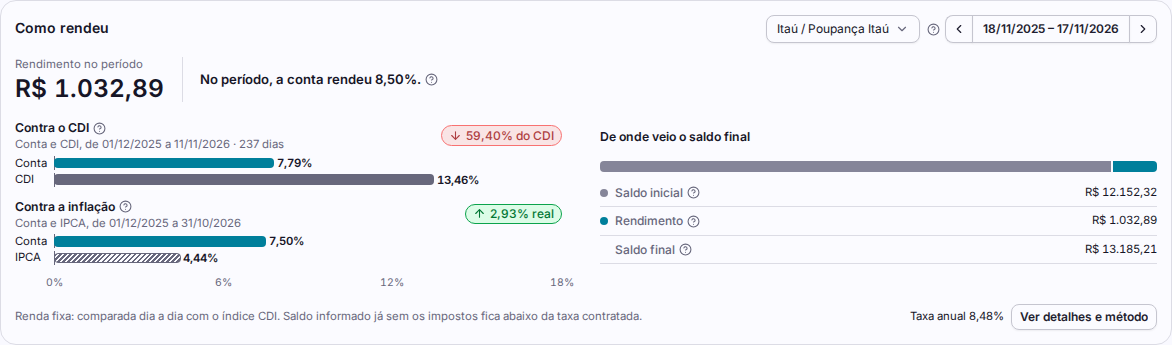 Como rendeu
Itaú / Poupança Itaú
18/11/2025 – 17/11/2026
Rendimento no período
R$ 1.032,89
No período, a conta rendeu 8,50%.
Contra o CDI
59,40% do CDI
Conta e CDI, de 01/12/2025 a 11/11/2026 · 237 dias
Conta 7,79%
CDI 13,46%
Contra a inflação
2,93% real
Conta e IPCA, de 01/12/2025 a 31/10/2026
Conta 7,50%
IPCA 4,44%
0% 6% 12% 18%
De onde veio o saldo final
Saldo inicial R$ 12.152,32
Rendimento R$ 1.032,89
Saldo final R$ 13.185,21
Renda fixa: comparada dia a dia com o índice CDI. Saldo informado já sem os impostos fica abaixo da taxa contratada.
Taxa anual 8,48%
Ver detalhes e método